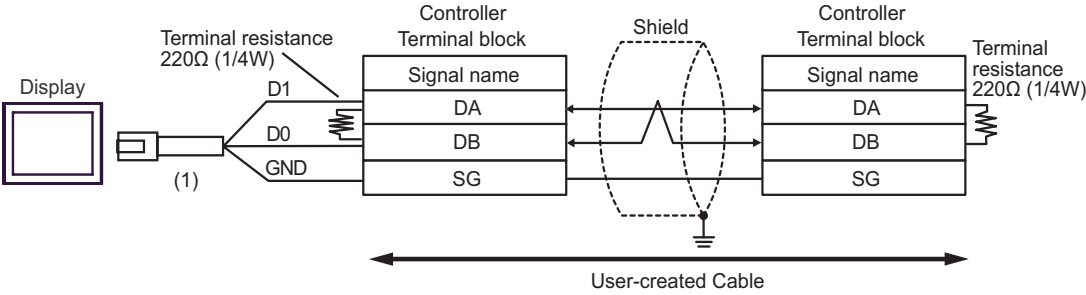 Controller
Terminal block
Shield
Controller
Terminal block
Terminal resistance
220Ω (1/4W)
Terminal
resistance
220Ω (1/4W)
Display
D1
D0
GND
(1)
Signal name
DA
DB
SG
Signal name
DA
DB
SG
User-created Cable